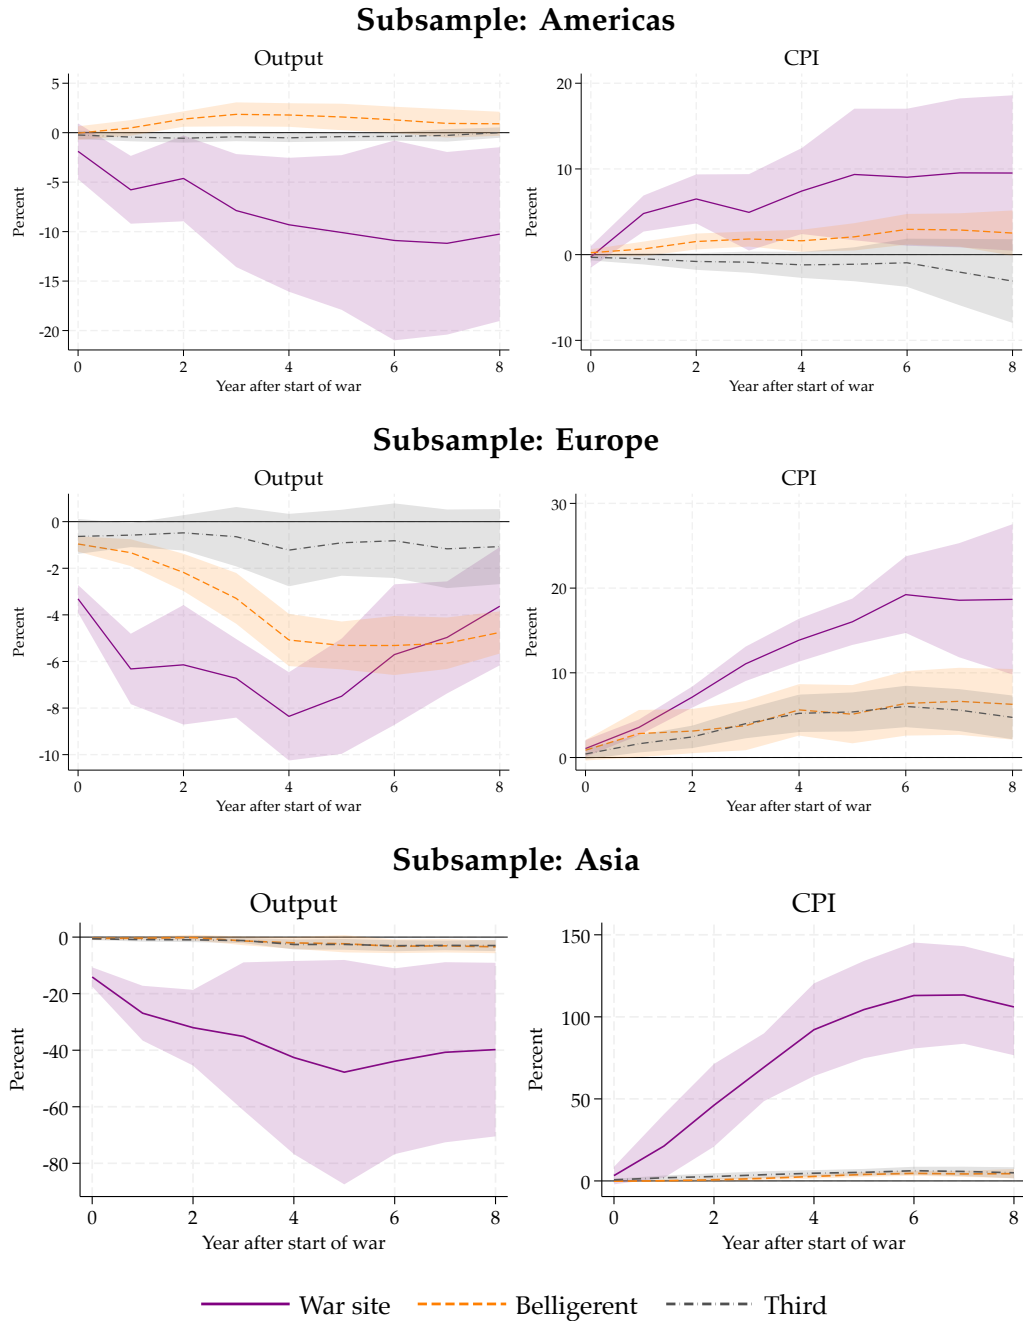 Subsample: Americas
Output
CPI
Percent
5
0
-5
-10
-15
-20
0 2 4 6 8
Year after start of war
Percent
20
10
0
-10
0 2 4 6 8
Year after start of war
Subsample: Europe
Output
CPI
Percent
0
-2
-4
-6
-8
-10
0 2 4 6 8
Year after start of war
Percent
30
20
10
0
0 2 4 6 8
Year after start of war
Subsample: Asia
Output
CPI
Percent
0
-20
-40
-60
-80
0 2 4 6 8
Year after start of war
Percent
150
100
50
0
0 2 4 6 8
Year after start of war
War site Belligerent Third